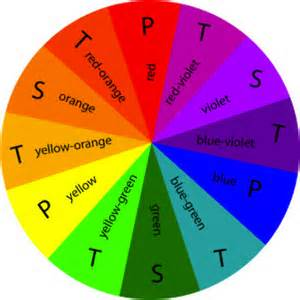 P
red
T
red-violet
S
violet
T
blue-violet
P
blue
T
blue-green
S
green
T
yellow-green
P
yellow
T
yellow-orange
S
orange
T
red-orange